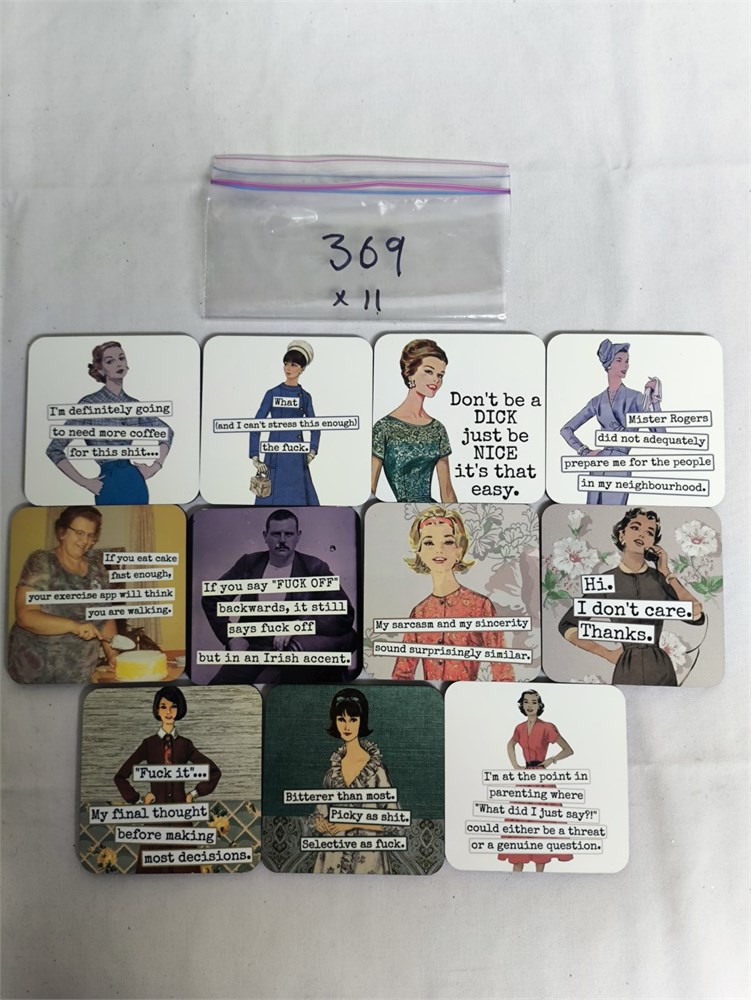 369
x 11
I'm definitely going
to need more coffee
for this shit...
What
(and I can't stress this enough)
the fuck.
Don't be a
DICK
just be
NICE
it's that
easy.
Mister Rogers
did not adequately
prepare me for the people
in my neighbourhood.
If you eat cake
fast enough,
your exercise app will think
you are walking.
If you say "FUCK OFF"
backwards, it still
says fuck off
but in an Irish accent.
My sarcasm and my sincerity
sound surprisingly similar.
Hi.
I don't care.
Thanks.
"Fuck it"...
My final thought
before making
most decisions.
Bitterer than most.
Picky as shit.
Selective as fuck.
I'm at the point in
parenting where
"What did I just say?!"
could either be a threat
or a genuine question.